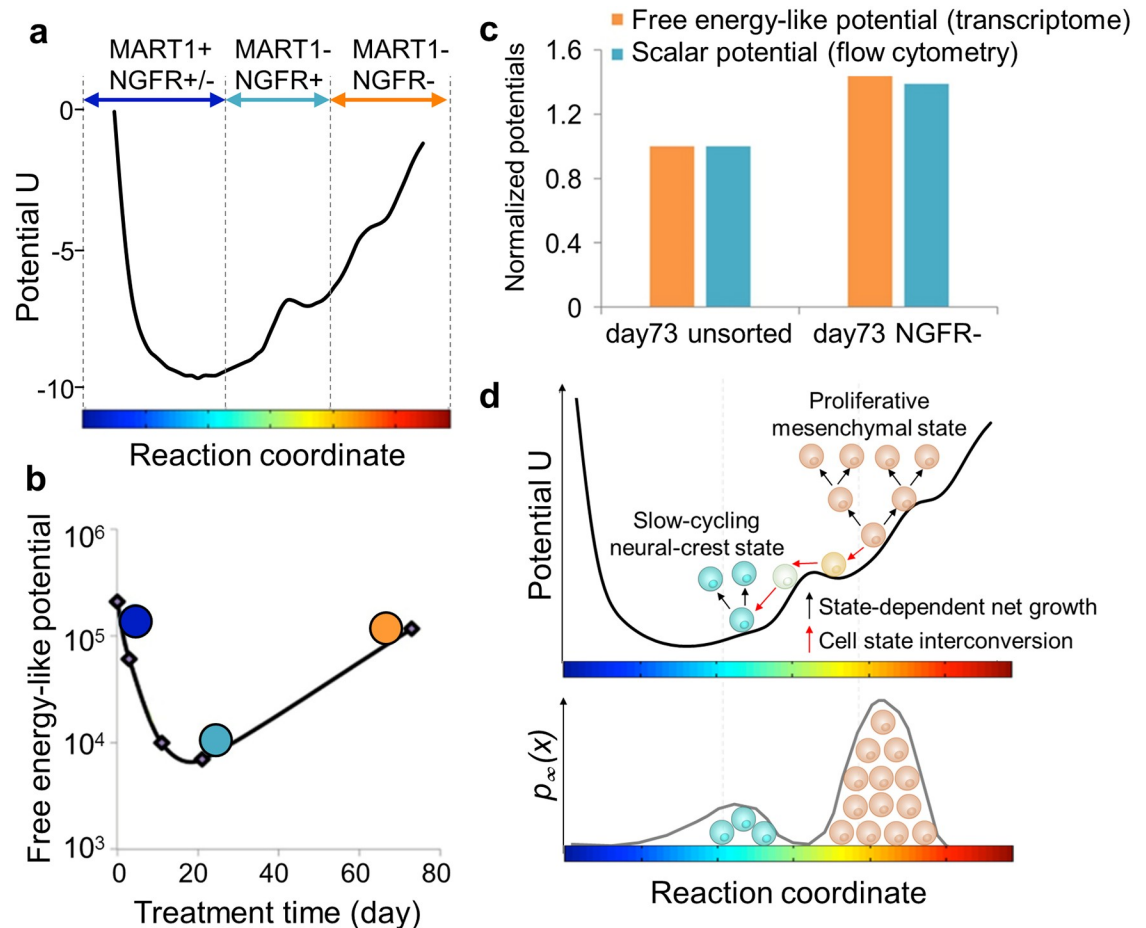 a
MART1+ MART1- MART1-
NGFR+/- NGFR+ NGFR-
0
-5
-10
Potential U
Reaction coordinate
b
10⁶
10⁵
10⁴
10³
Free energy-like potential
0 20 40 60 80
Treatment time (day)
c
Free energy-like potential (transcriptome)
Scalar potential (flow cytometry)
1.6
1.2
0.8
0.4
0
Normalized potentials
day73 unsorted day73 NGFR-
d
Potential U
Proliferative
mesenchymal state
Slow-cycling
neural-crest state
State-dependent net growth
Cell state interconversion
p∞(x)
Reaction coordinate